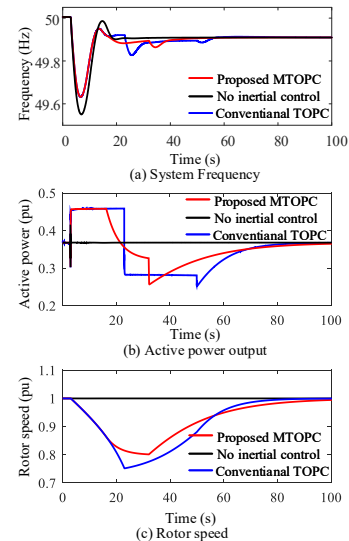 50
49.8
49.6
Frequency (Hz)
Proposed MTOPC
No inertial control
Conventianal TOPC
0
20
40
60
80
100
Time (s)
(a) System Frequency
0.5
0.4
0.3
0.2
Active power (pu)
Proposed MTOPC
No inertial control
Conventianal TOPC
20
40
60
80
100
Time (s)
(b) Active power output
1.1
1
0.9
0.8
0.7
Rotor speed (pu)
Proposed MTOPC
No inertial control
Conventianal TOPC
0
20
40
60
80
100
Time (s)
(c) Rotor speed